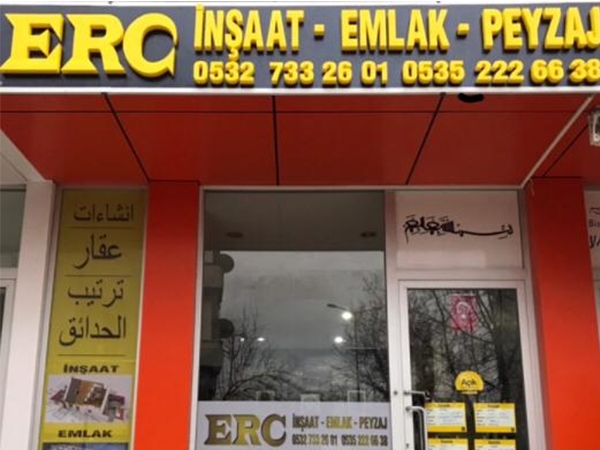 ERC İNŞAAT - EMLAK - PEYZAJ
0532 733 26 01 0535 222 66 38
انشاءات
عقار
ترتيب
الحدائق
İNŞAAT
EMLAK
Açık
ERC İNŞAAT - EMLAK - PEYZAJ
0532 733 26 01 0535 222 66 38